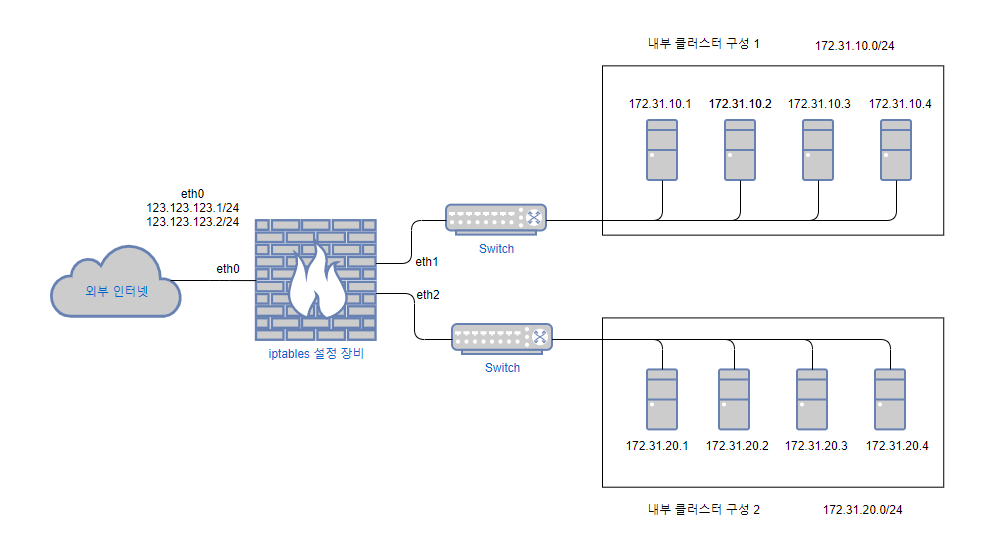 내부 클러스터 구성 1
172.31.10.0/24
172.31.10.1
172.31.10.2
172.31.10.3
172.31.10.4
eth0
123.123.123.1/24
123.123.123.2/24
eth0
외부 인터넷
iptables 설정 장비
eth1
eth2
Switch
Switch
172.31.20.1
172.31.20.2
172.31.20.3
172.31.20.4
내부 클러스터 구성 2
172.31.20.0/24